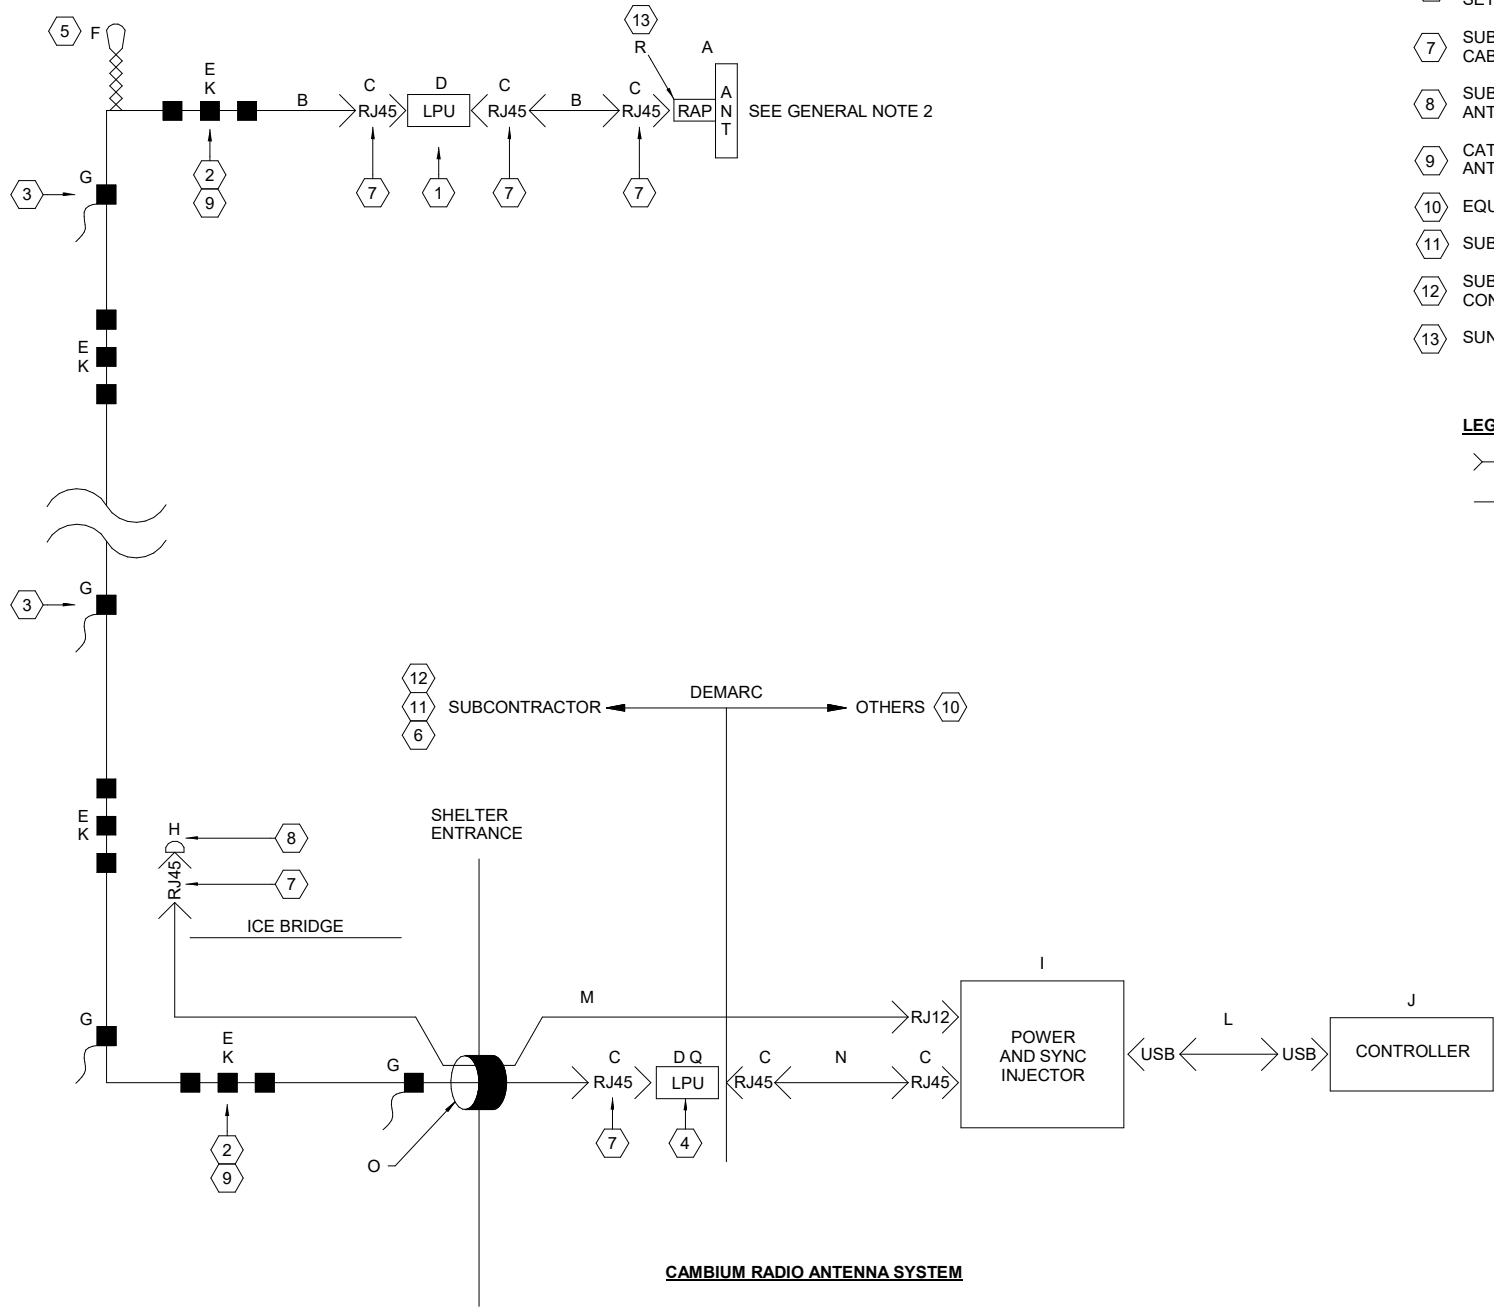 5 F
13
R A
E
K
B
C
RJ45
D
LPU
C
RJ45
B
C
RJ45
RAP
ANT
SEE GENERAL NOTE 2
2
9
7
1
7
7
3
G
E
K
3
G
12
11
6
SUBCONTRACTOR
DEMARC
OTHERS
10
E
K
H
8
RJ45
7
ICE BRIDGE
SHELTER
ENTRANCE
G
E
K
2
9
G
O
M
RJ12
C
RJ45
7
D Q
LPU
4
C
RJ45
N
C
RJ45
I
POWER
AND SYNC
INJECTOR
USB
L
USB
J
CONTROLLER
CAMBIUM RADIO ANTENNA SYSTEM
7 SUB
CAB
8 SUB
ANT
9 CAT
ANT
10 EQU
11 SUB
12 SUB
CON
13 SUN
LEG